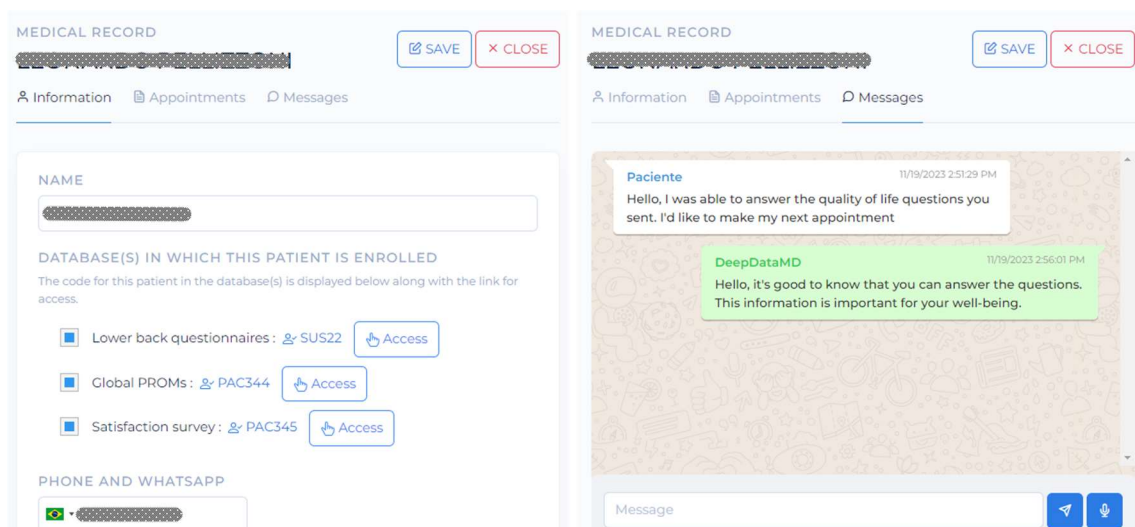 MEDICAL RECORD
SAVE
CLOSE
Information
Appointments
Messages
NAME
DATABASE(S) IN WHICH THIS PATIENT IS ENROLLED
The code for this patient in the database(s) is displayed below along with the link for
access.
Lower back questionnaires : SUS22 Access
Global PROMs : PAC344 Access
Satisfaction survey : PAC345 Access
PHONE AND WHATSAPP
MEDICAL RECORD
SAVE
CLOSE
Information
Appointments
Messages
Paciente 11/19/2023 2:51:29 PM
Hello, I was able to answer the quality of life questions you
sent. I'd like to make my next appointment
DeepDataMD 11/19/2023 2:56:01 PM
Hello, it's good to know that you can answer the questions.
This information is important for your well-being.
Message